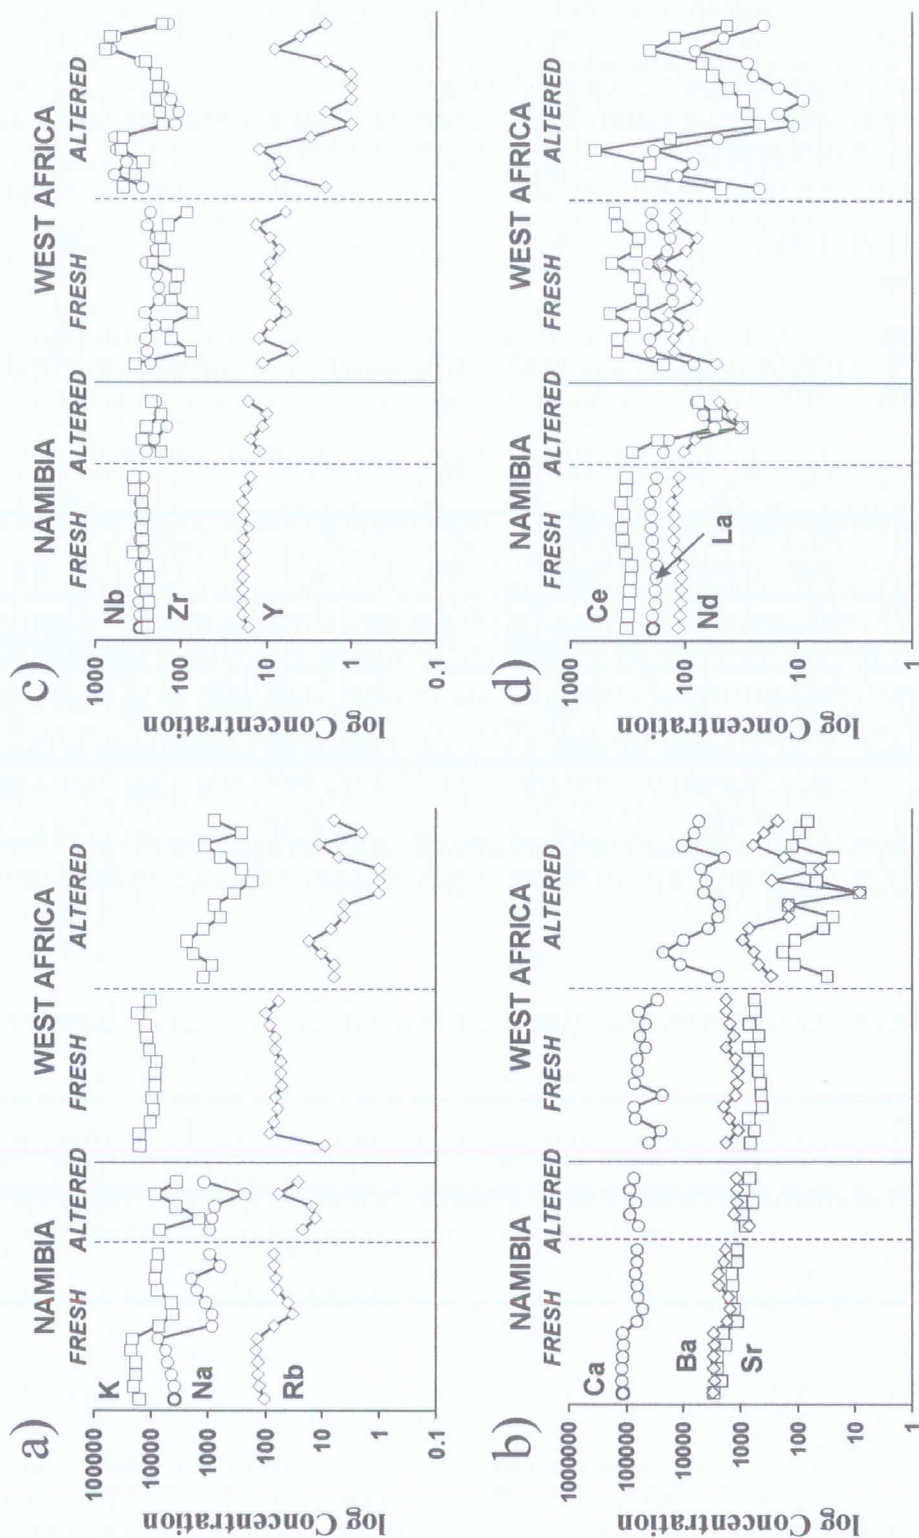 a)
NAMIBIA WEST AFRICA
FRESH ALTERED FRESH ALTERED
log Concentration
100000
10000
1000
100
10
1
0.1
K
Na
Rb
c)
NAMIBIA WEST AFRICA
FRESH ALTERED FRESH ALTERED
log Concentration
1000
100
10
1
0.1
Nb
Zr
Y
b)
NAMIBIA WEST AFRICA
FRESH ALTERED FRESH ALTERED
log Concentration
1000000
100000
10000
1000
100
10
Ca
Ba
Sr
d)
NAMIBIA WEST AFRICA
FRESH ALTERED FRESH ALTERED
log Concentration
1000
100
10
1
Ce
La
Nd